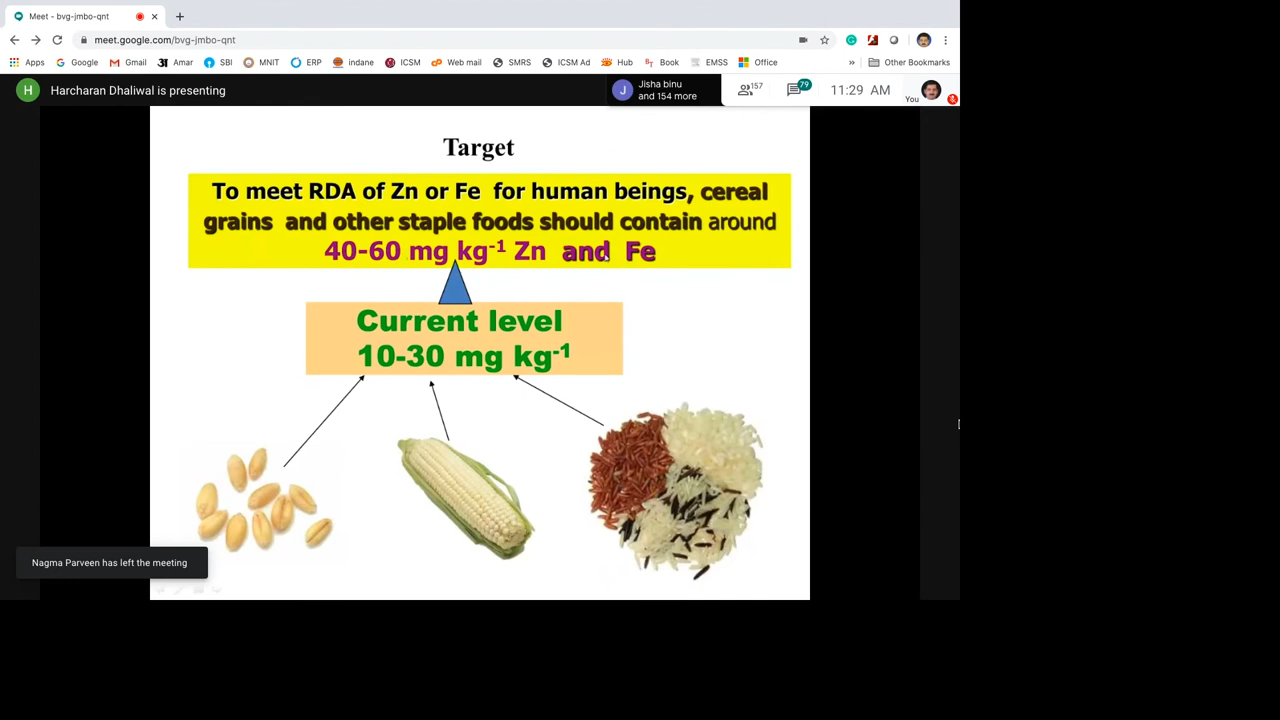 Meet - bvg-jmbo-qnt
meet.google.com/bvg-jmbo-qnt
Apps Google Gmail Amar SBI MNIT ERP indane ICSM Web mail SMRS ICSM Ad Hub Book EMSS Office » Other Bookmarks
H Harcharan Dhaliwal is presenting
J Jisha binu
and 154 more
157
79
11:29 AM
You
Target
To meet RDA of Zn or Fe for human beings, cereal
grains and other staple foods should contain around
40-60 mg kg-1 Zn and Fe
Current level
10-30 mg kg-1
Nagma Parveen has left the meeting